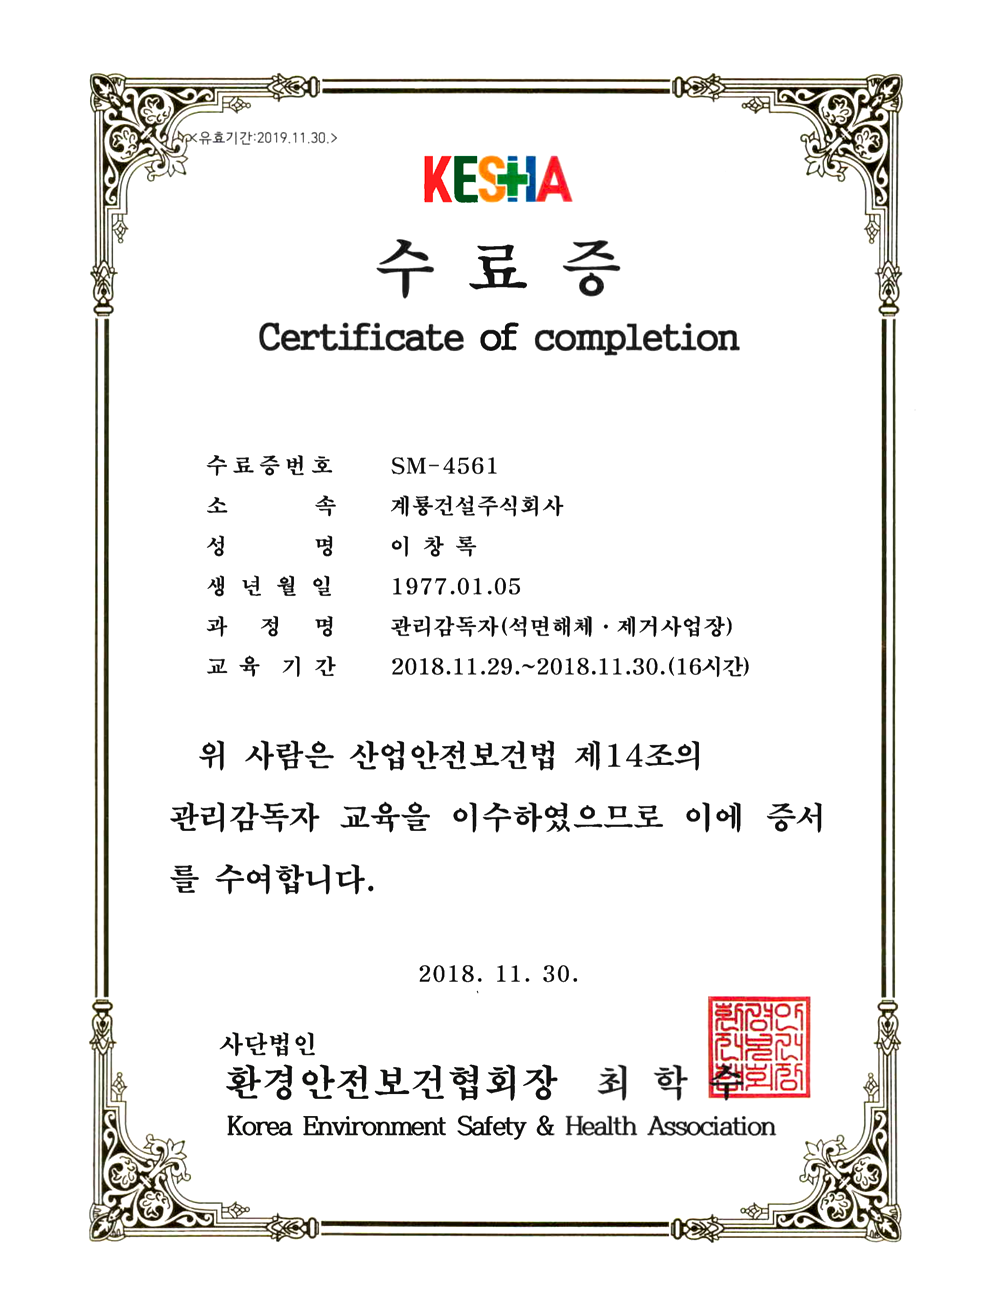 <유효기간:2019.11.30.>
KESHA
수 료 증
Certificate of completion
수료증번호 SM-4561
소 속 계룡건설주식회사
성 명 이 창 록
생 년 월 일 1977.01.05
과 정 명 관리감독자(석면해체·제거사업장)
교 육 기 간 2018.11.29.~2018.11.30.(16시간)
위 사람은 산업안전보건법 제14조의
관리감독자 교육을 이수하였으므로 이에 증서
를 수여합니다.
2018. 11. 30.
사단법인
환경안전보건협회장 최 학 수
Korea Environment Safety & Health Association